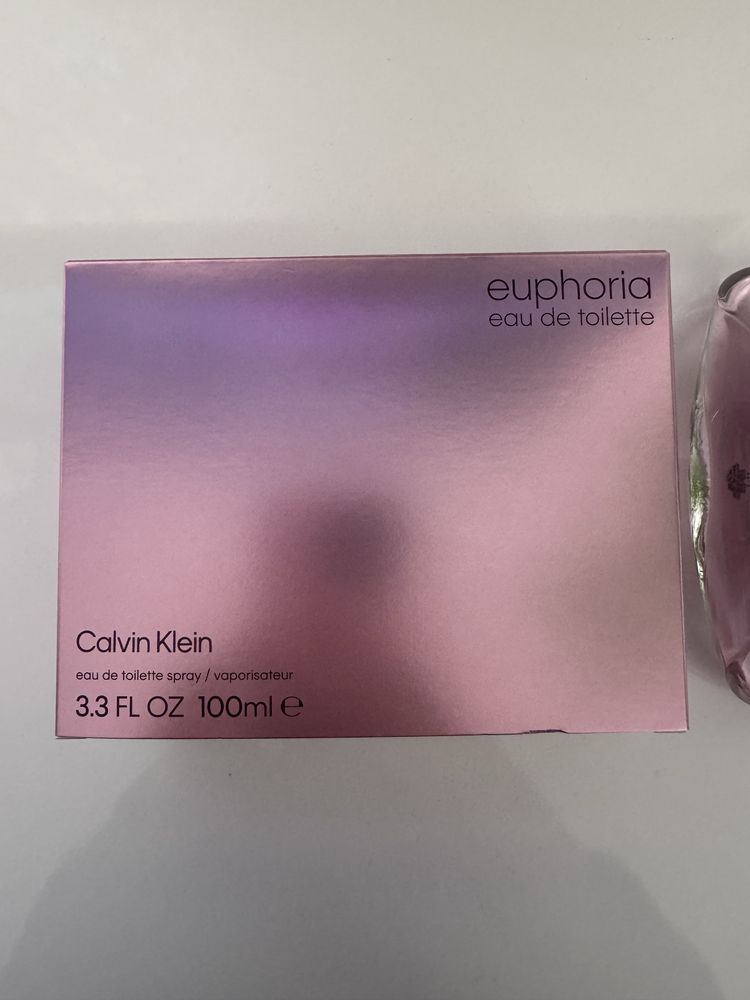 euphoria
eau de toilette
Calvin Klein
eau de toilette spray / vaporisateur
3.3 FL OZ 100ml ℮